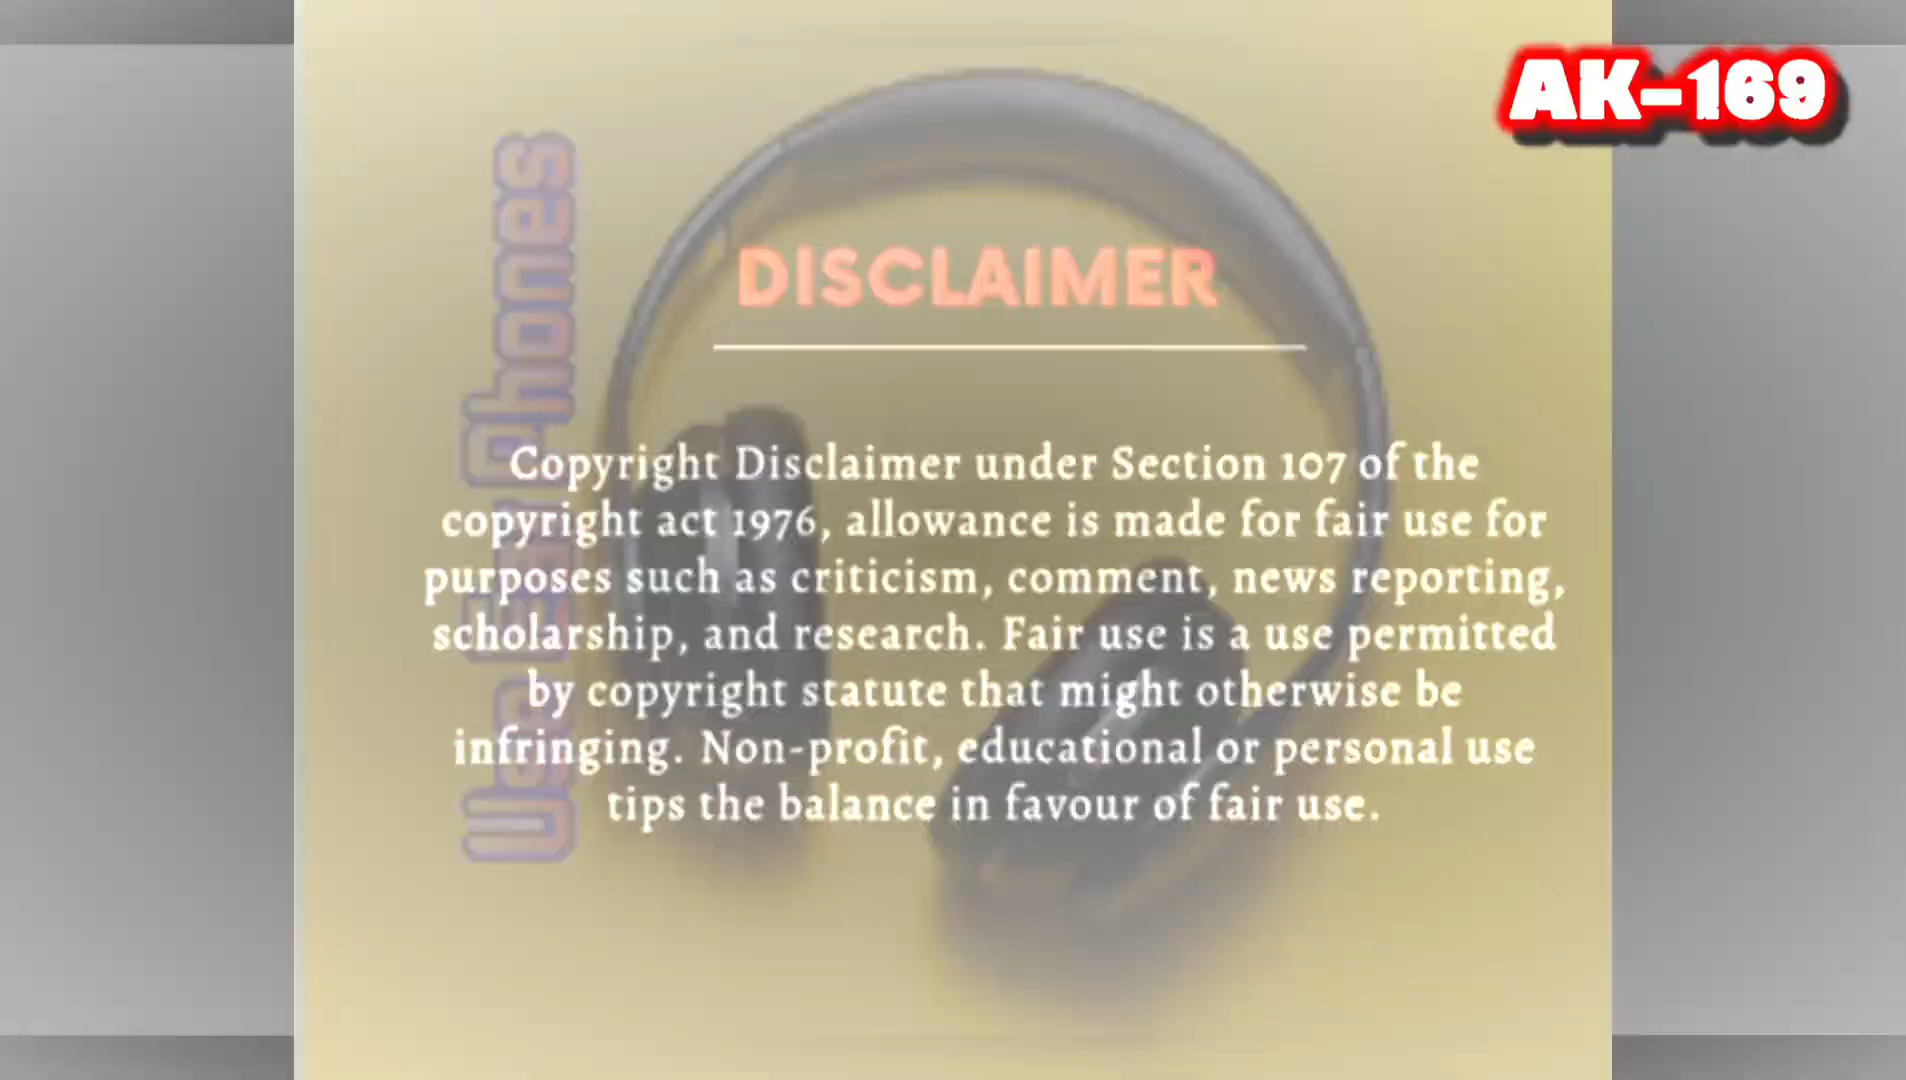 AK-169
DISCLAIMER
Copyright Disclaimer under Section 107 of the
copyright act 1976, allowance is made for fair use for
purposes such as criticism, comment, news reporting,
scholarship, and research. Fair use is a use permitted
by copyright statute that might otherwise be
infringing. Non-profit, educational or personal use
tips the balance in favour of fair use.
Use Ear Phones